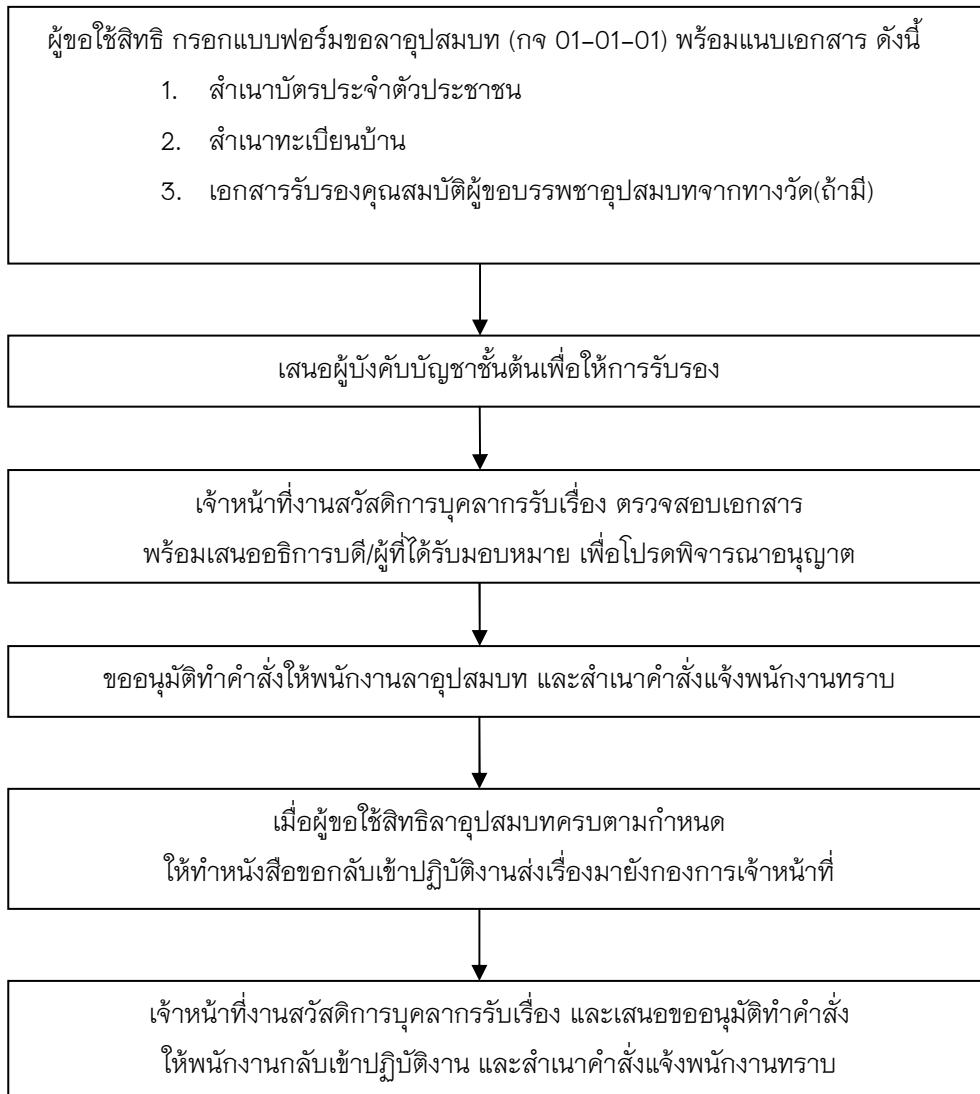 ผู้ขอใช้สิทธิ กรอกแบบฟอร์มขอลาอุปสมบท (กจ 01-01-01) พร้อมแนบเอกสาร ดังนี้
1. สำเนาบัตรประจำตัวประชาชน
2. สำเนาทะเบียนบ้าน
3. เอกสารรับรองคุณสมบัติผู้ขอบรรพชาอุปสมบทจากทางวัด(ถ้ามี)
เสนอผู้บังคับบัญชาชั้นต้นเพื่อให้การรับรอง
เจ้าหน้าที่งานสวัสดิการบุคลากรรับเรื่อง ตรวจสอบเอกสาร
พร้อมเสนออธิการบดี/ผู้ที่ได้รับมอบหมาย เพื่อโปรดพิจารณาอนุญาต
ขออนุมัติทำคำสั่งให้พนักงานลาอุปสมบท และสำเนาคำสั่งแจ้งพนักงานทราบ
เมื่อผู้ขอใช้สิทธิลาอุปสมบทครบตามกำหนด
ให้ทำหนังสือขอกลับเข้าปฏิบัติงานส่งเรื่องมายังกองการเจ้าหน้าที่
เจ้าหน้าที่งานสวัสดิการบุคลากรรับเรื่อง และเสนอขออนุมัติทำคำสั่ง
ให้พนักงานกลับเข้าปฏิบัติงาน และสำเนาคำสั่งแจ้งพนักงานทราบ